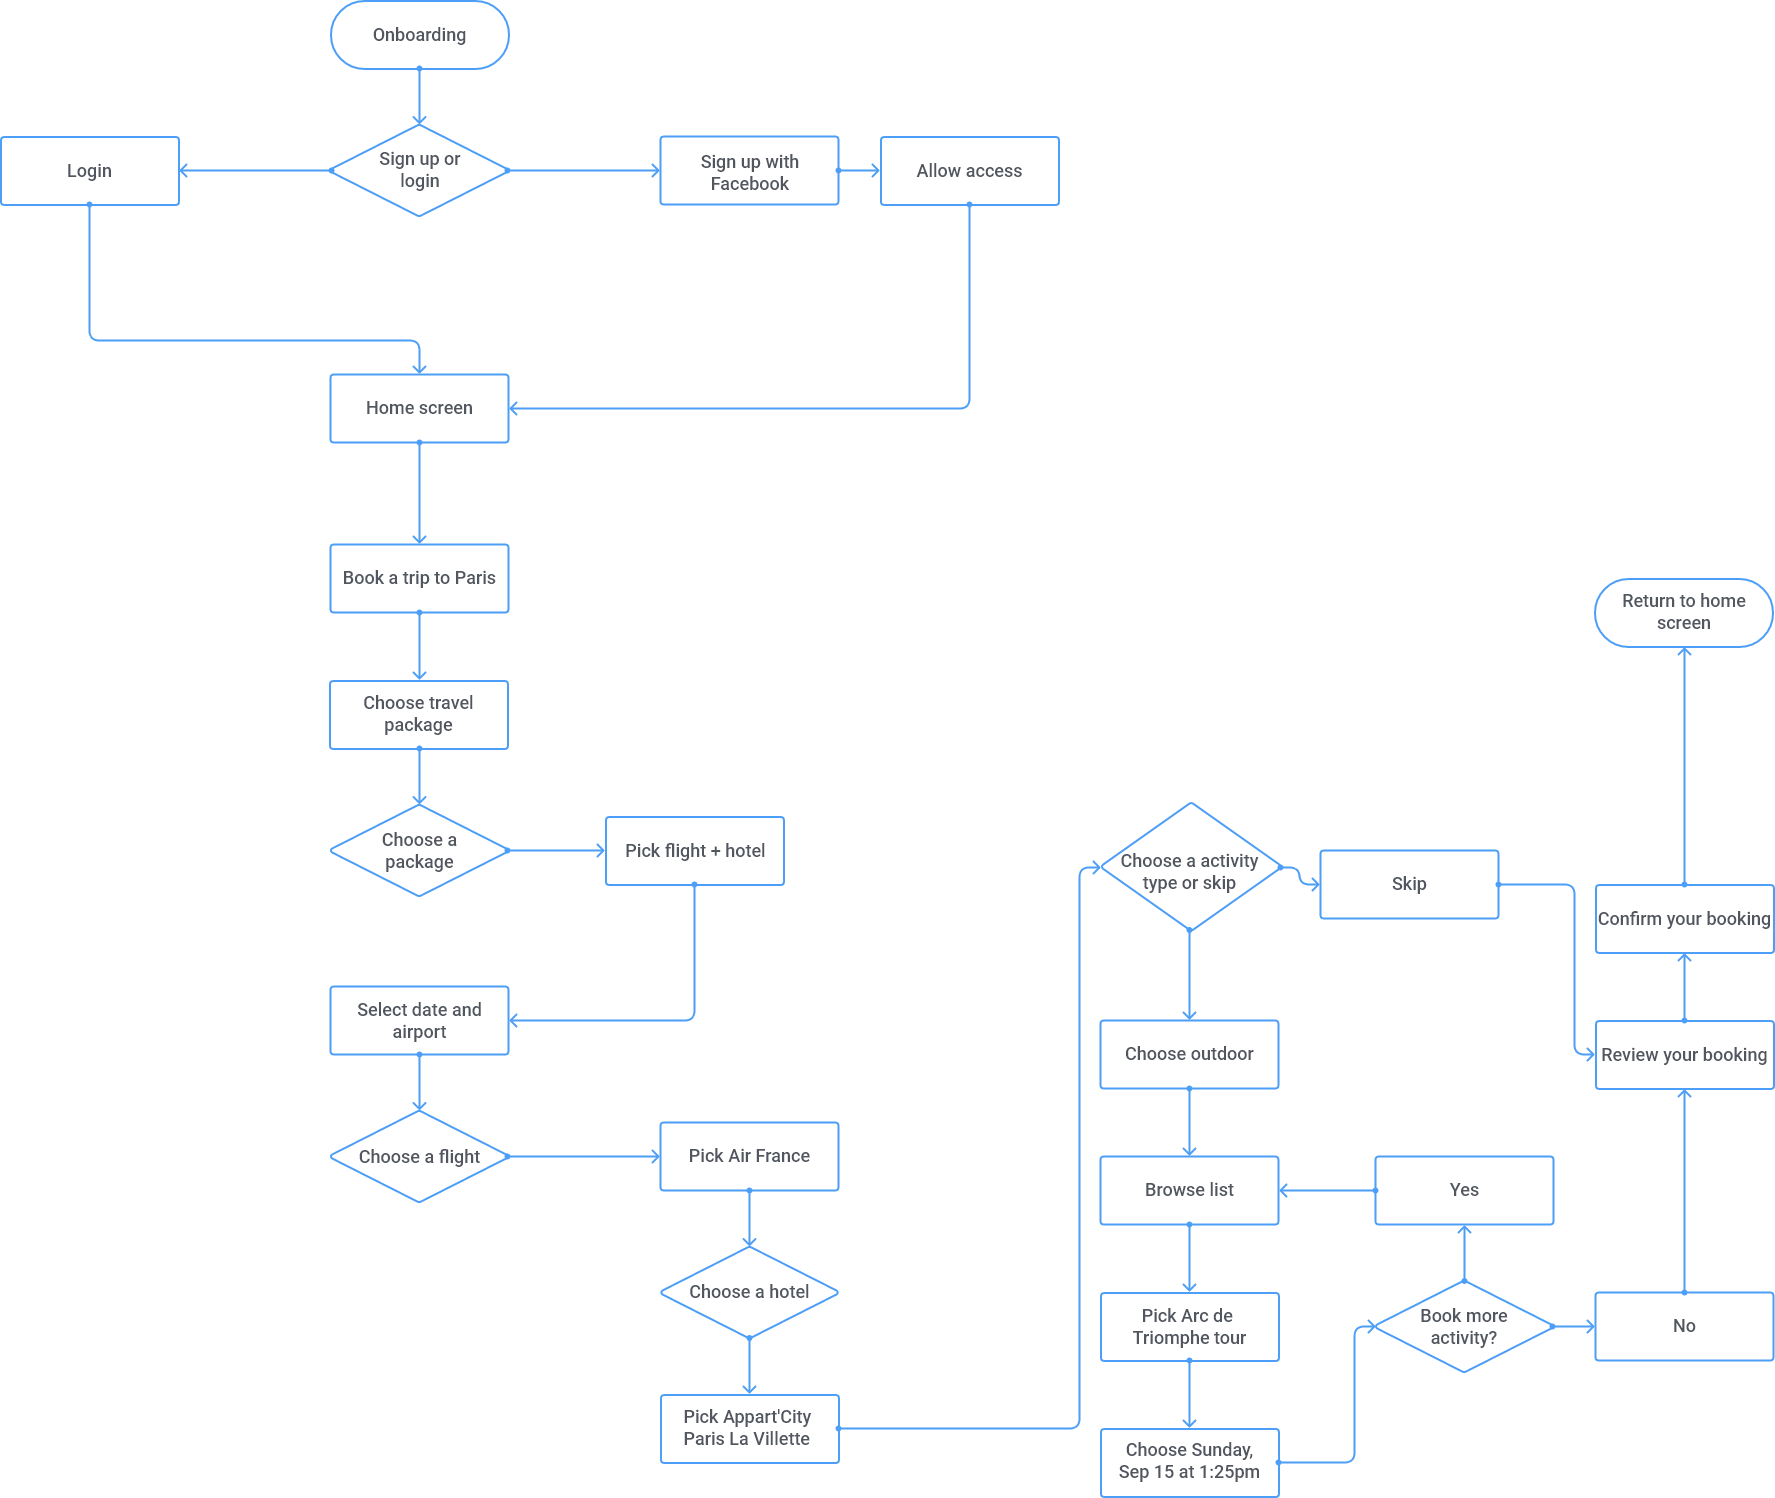 Onboarding
Login
Sign up or
login
Sign up with
Facebook
Allow access
Home screen
Book a trip to Paris
Choose travel
package
Choose a
package
Pick flight + hotel
Select date and
airport
Choose a flight
Pick Air France
Choose a hotel
Pick Appart'City
Paris La Villette
Choose a activity
type or skip
Skip
Choose outdoor
Browse list
Yes
Pick Arc de
Triomphe tour
Choose Sunday,
Sep 15 at 1:25pm
Book more
activity?
No
Review your booking
Confirm your booking
Return to home
screen